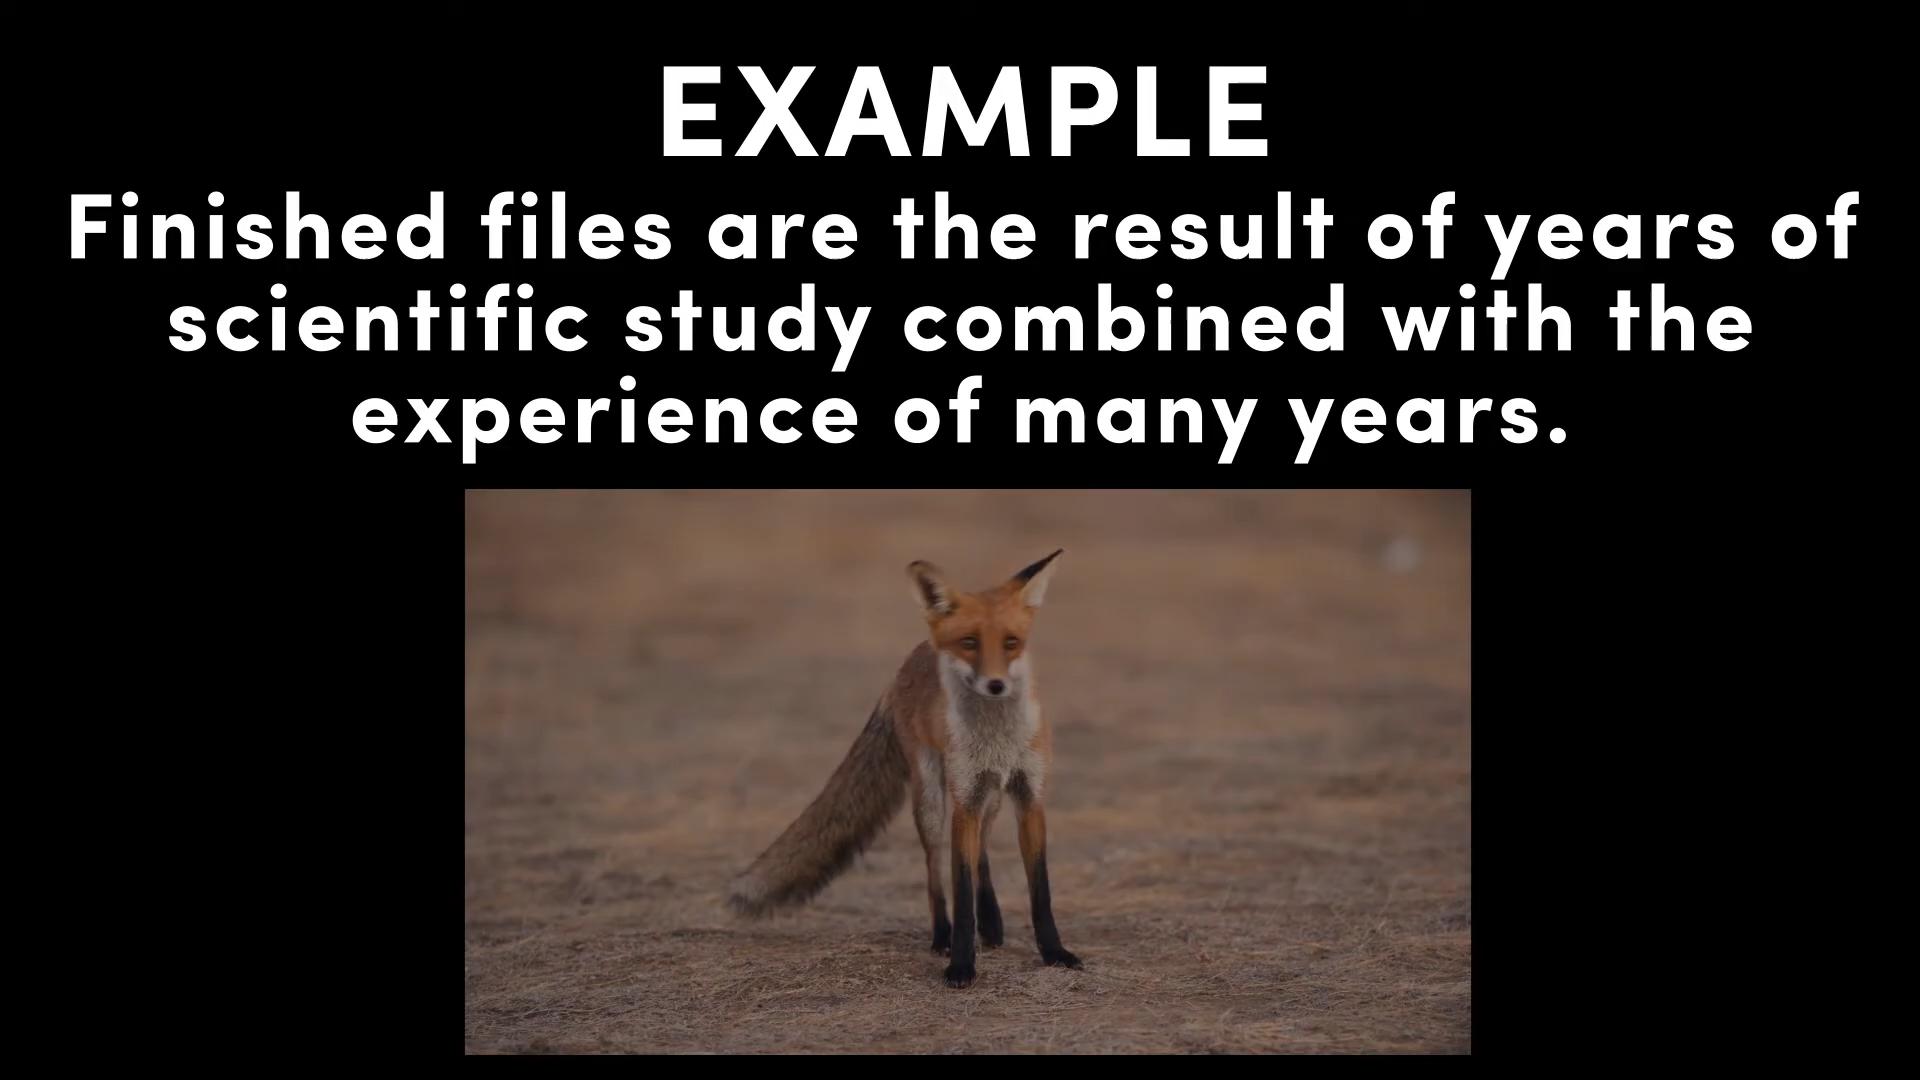 EXAMPLE
Finished files are the result of years of
scientific study combined with the
experience of many years.